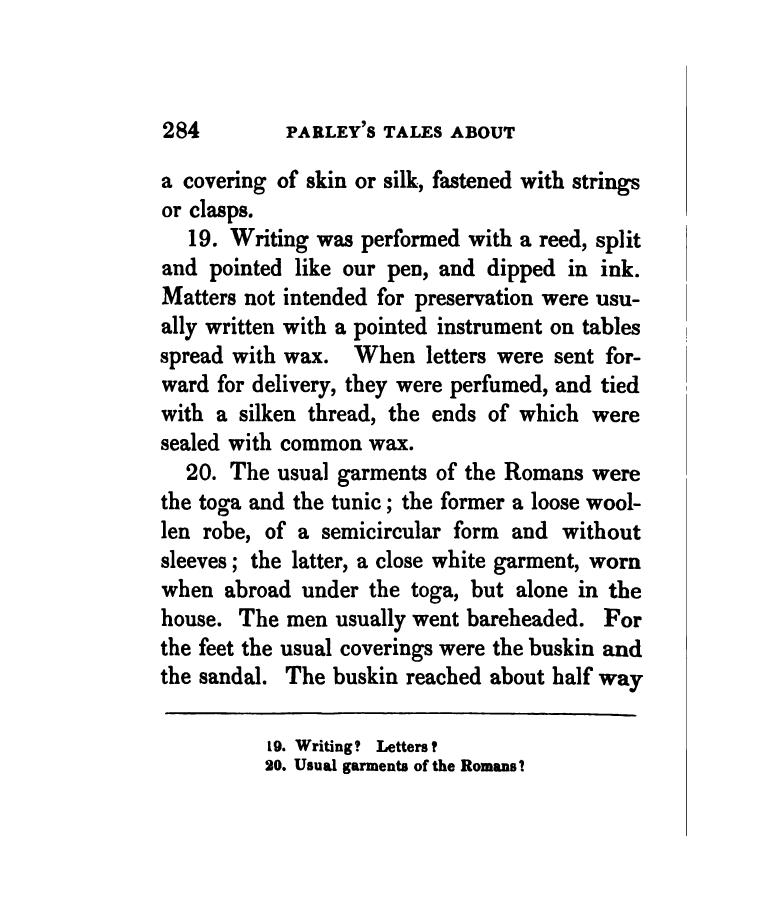 284 PARLEY'S TALES ABOUT
a covering of skin or silk, fastened with strings
or clasps.
19. Writing was performed with a reed, split
and pointed like our pen, and dipped in ink.
Matters not intended for preservation were usu-
ally written with a pointed instrument on tables
spread with wax. When letters were sent for-
ward for delivery, they were perfumed, and tied
with a silken thread, the ends of which were
sealed with common wax.
20. The usual garments of the Romans were
the toga and the tunic; the former a loose wool-
len robe, of a semicircular form and without
sleeves; the latter, a close white garment, worn
when abroad under the toga, but alone in the
house. The men usually went bareheaded. For
the feet the usual coverings were the buskin and
the sandal. The buskin reached about half way
19. Writing? Letters?
20. Usual garments of the Romans?